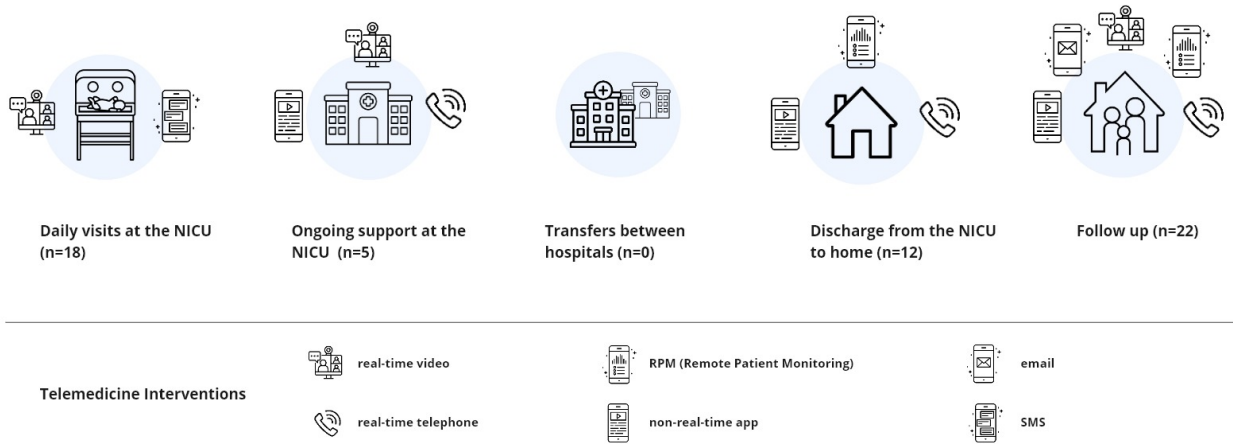 Daily visits at the NICU
(n=18)
Ongoing support at the
NICU (n=5)
Transfers between
hospitals (n=0)
Discharge from the NICU
to home (n=12)
Follow up (n=22)
Telemedicine Interventions
real-time video
real-time telephone
RPM (Remote Patient Monitoring)
non-real-time app
email
SMS